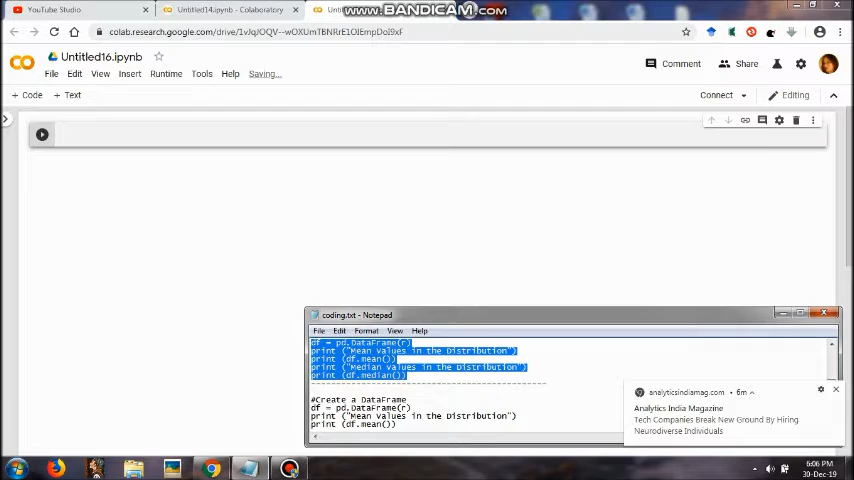 www.BANDICAM.com
YouTube Studio
Untitled14.ipynb - Colaboratory
colab.research.google.com/drive/
Untitled16.ipynb
File Edit View Insert Runtime Tools Help Saving...
Comment
Share
+ Code + Text
Connect
Editing
coding.txt - Notepad
File Edit Format View Help
df = pd.DataFrame(r)
print ("Mean Values in the Distribution")
print (df.mean())
print ("Median Values in the Distribution")
print (df.median())
#Create a DataFrame
df = pd.DataFrame(r)
print ("Mean Values in the Distribution")
print (df.mean())
analyticsindiamag.com • 6m
Analytics India Magazine
Tech Companies Break New Ground By Hiring
Neurodiverse Individuals
6:06 PM
30-Dec-19